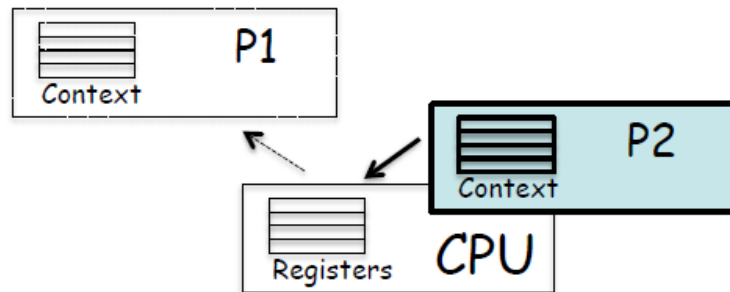 P1
Context
P2
Context
CPU
Registers